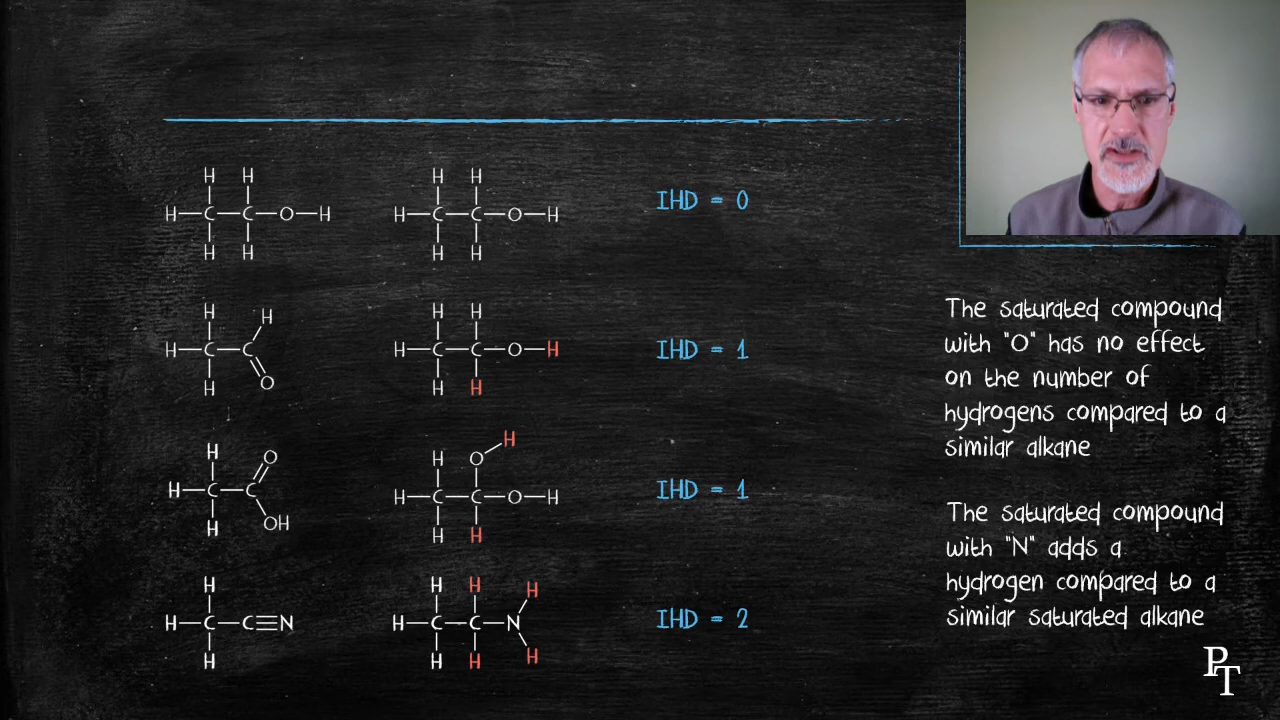 H H
H-C-C-O-H
H H
H H
H-C-C-O-H
H H
IHD = 0
H H
H-C-C
H O
H H
H-C-C-O-H
H H
IHD = 1
H O
H-C-C
H OH
H
H O
H-C-C-O-H
H H
IHD = 1
H
H-C-C≡N
H
H H H
H-C-C-N
H H H
IHD = 2
The saturated compound
with "O" has no effect
on the number of
hydrogens compared to a
similar alkane
The saturated compound
with "N" adds a
hydrogen compared to a
similar saturated alkane
PT